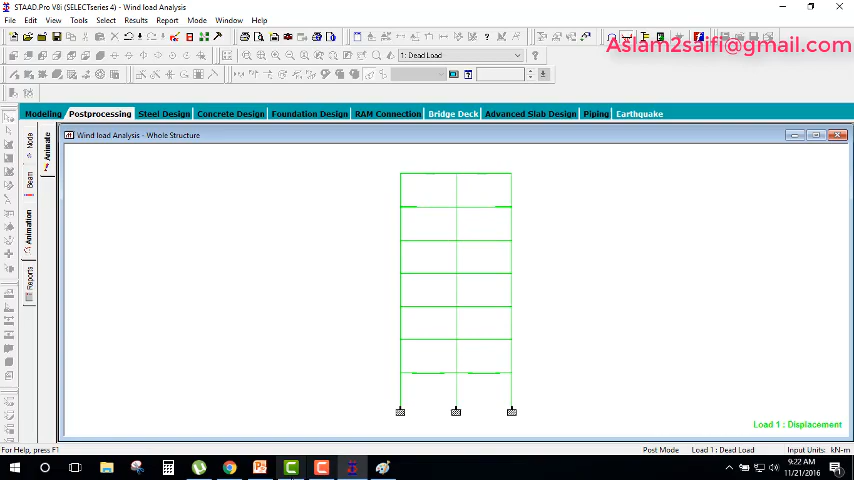 STAAD.Pro V8i (SELECTseries 4) - Wind load Analysis
File Edit View Tools Select Results Report Mode Window Help
Aslam2saifi@gmail.com
1: Dead Load
Modeling Postprocessing Steel Design Concrete Design Foundation Design RAM Connection Bridge Deck Advanced Slab Design Piping Earthquake
Wind load Analysis - Whole Structure
Node
Beam
Animation
Reports
Animate
Load 1 : Displacement
For Help, press F1
Post Mode Load 1 : Dead Load Input Units: kN-m
9:22 AM
11/21/2016